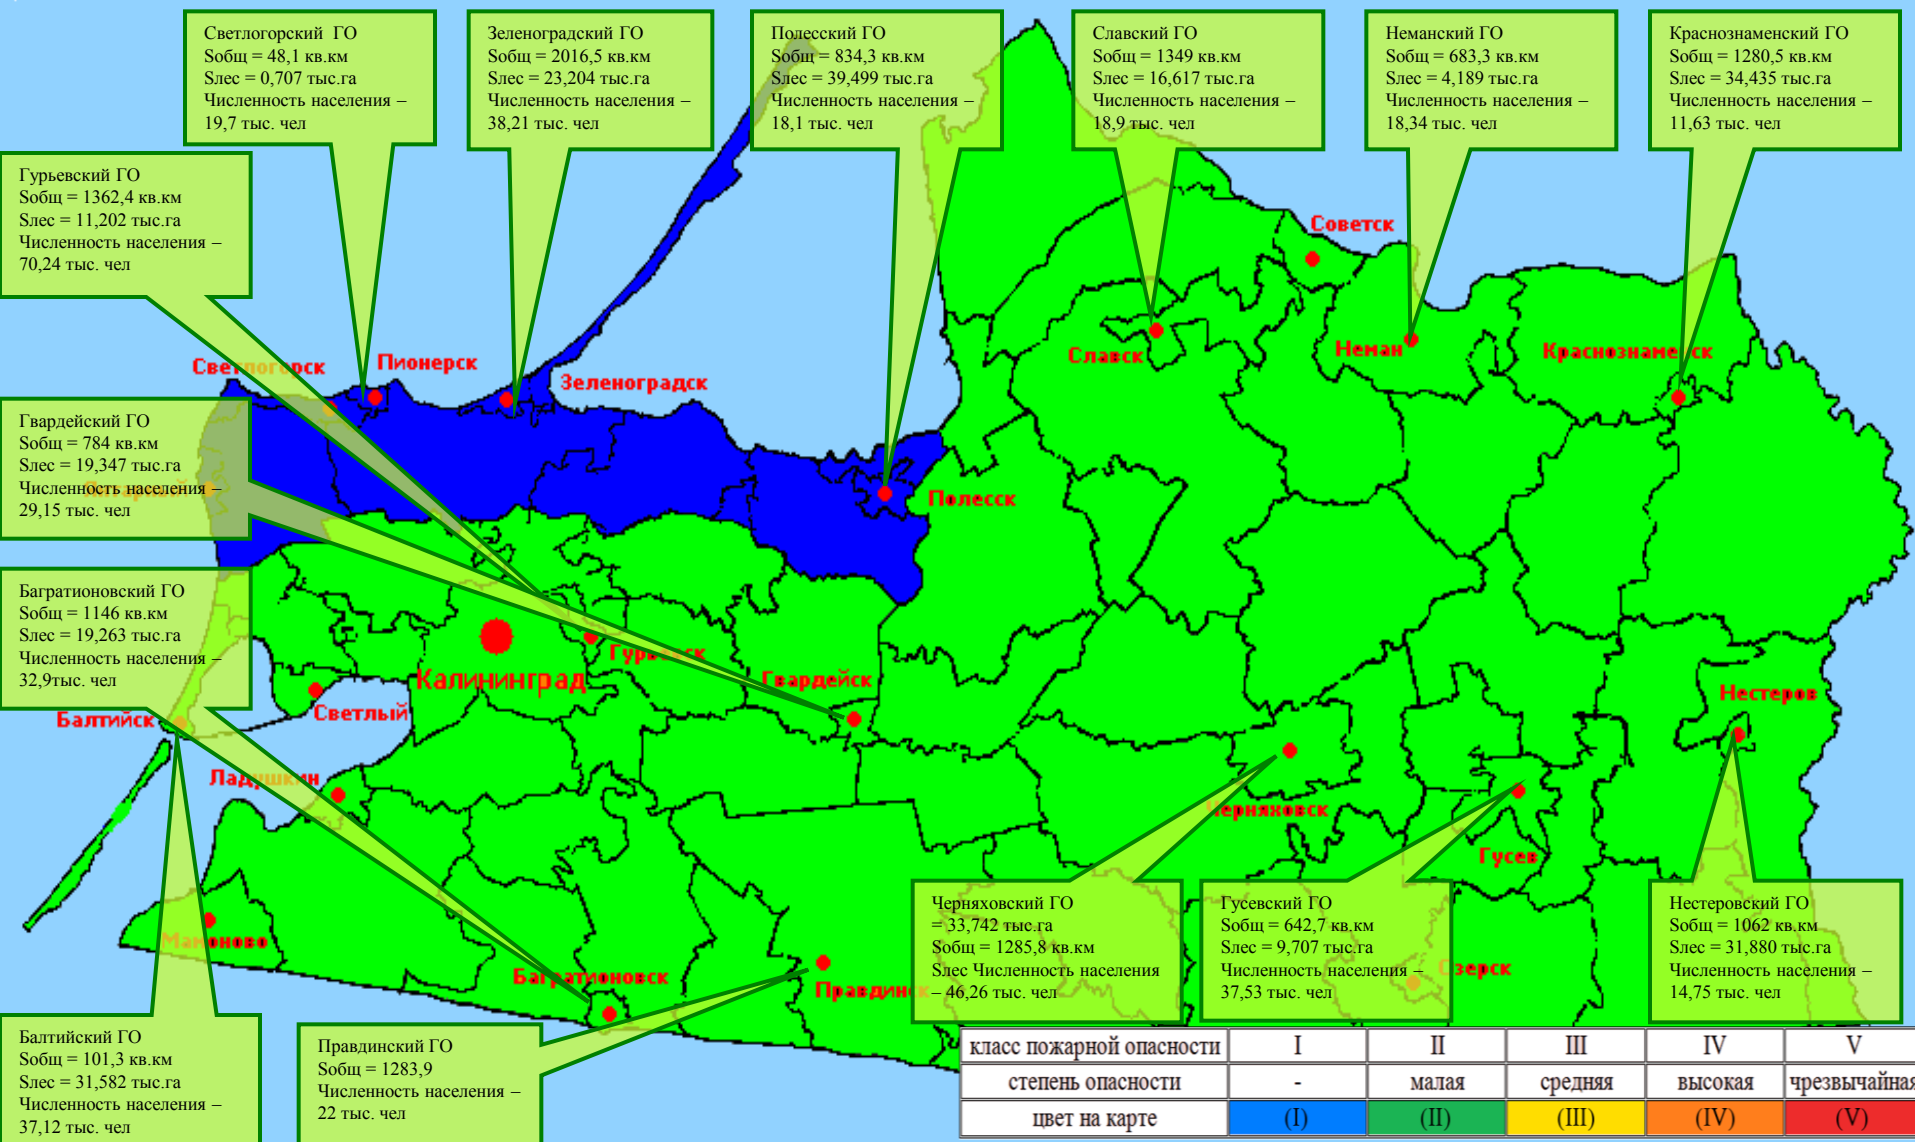 Светлогорский ГО
Sобщ = 48,1 кв.км
Sлес = 0,707 тыс.га
Численность населения –
19,7 тыс. чел
Зеленоградский ГО
Sобщ = 2016,5 кв.км
Sлес = 23,204 тыс.га
Численность населения –
38,21 тыс. чел
Полесский ГО
Sобщ = 834,3 кв.км
Sлес = 39,499 тыс.га
Численность населения –
18,1 тыс. чел
Славский ГО
Sобщ = 1349 кв.км
Sлес = 16,617 тыс.га
Численность населения –
18,9 тыс. чел
Неманский ГО
Sобщ = 683,3 кв.км
Sлес = 4,189 тыс.га
Численность населения –
18,34 тыс. чел
Краснознаменский ГО
Sобщ = 1280,5 кв.км
Sлес = 34,435 тыс.га
Численность населения –
11,63 тыс. чел
Гурьевский ГО
Sобщ = 1362,4 кв.км
Sлес = 11,202 тыс.га
Численность населения –
70,24 тыс. чел
Советск
Славск
Неман
Краснознаменск
Светлогорск
Пионерск
Зеленоградск
Гвардейский ГО
Sобщ = 784 кв.км
Sлес = 19,347 тыс.га
Численность населения –
29,15 тыс. чел
Янтарный
Полесск
Багратионовский ГО
Sобщ = 1146 кв.км
Sлес = 19,263 тыс.га
Численность населения –
32,9тыс. чел
Калининград
Гурьевск
Гвардейск
Нестеров
Балтийск
Светлый
Ладушкин
Черняховск
Гусев
Мамоново
Багратионовск
Правдинск
Озерск
Черняховский ГО
= 33,742 тыс.га
Sобщ = 1285,8 кв.км
Sлес Численность населения
– 46,26 тыс. чел
Гусевский ГО
Sобщ = 642,7 кв.км
Sлес = 9,707 тыс.га
Численность населения –
37,53 тыс. чел
Нестеровский ГО
Sобщ = 1062 кв.км
Sлес = 31,880 тыс.га
Численность населения –
14,75 тыс. чел
Балтийский ГО
Sобщ = 101,3 кв.км
Sлес = 31,582 тыс.га
Численность населения –
37,12 тыс. чел
Правдинский ГО
Sобщ = 1283,9
Численность населения –
22 тыс. чел
класс пожарной опасности I II III IV V
степень опасности - малая средняя высокая чрезвычайная
цвет на карте (I) (II) (III) (IV) (V)